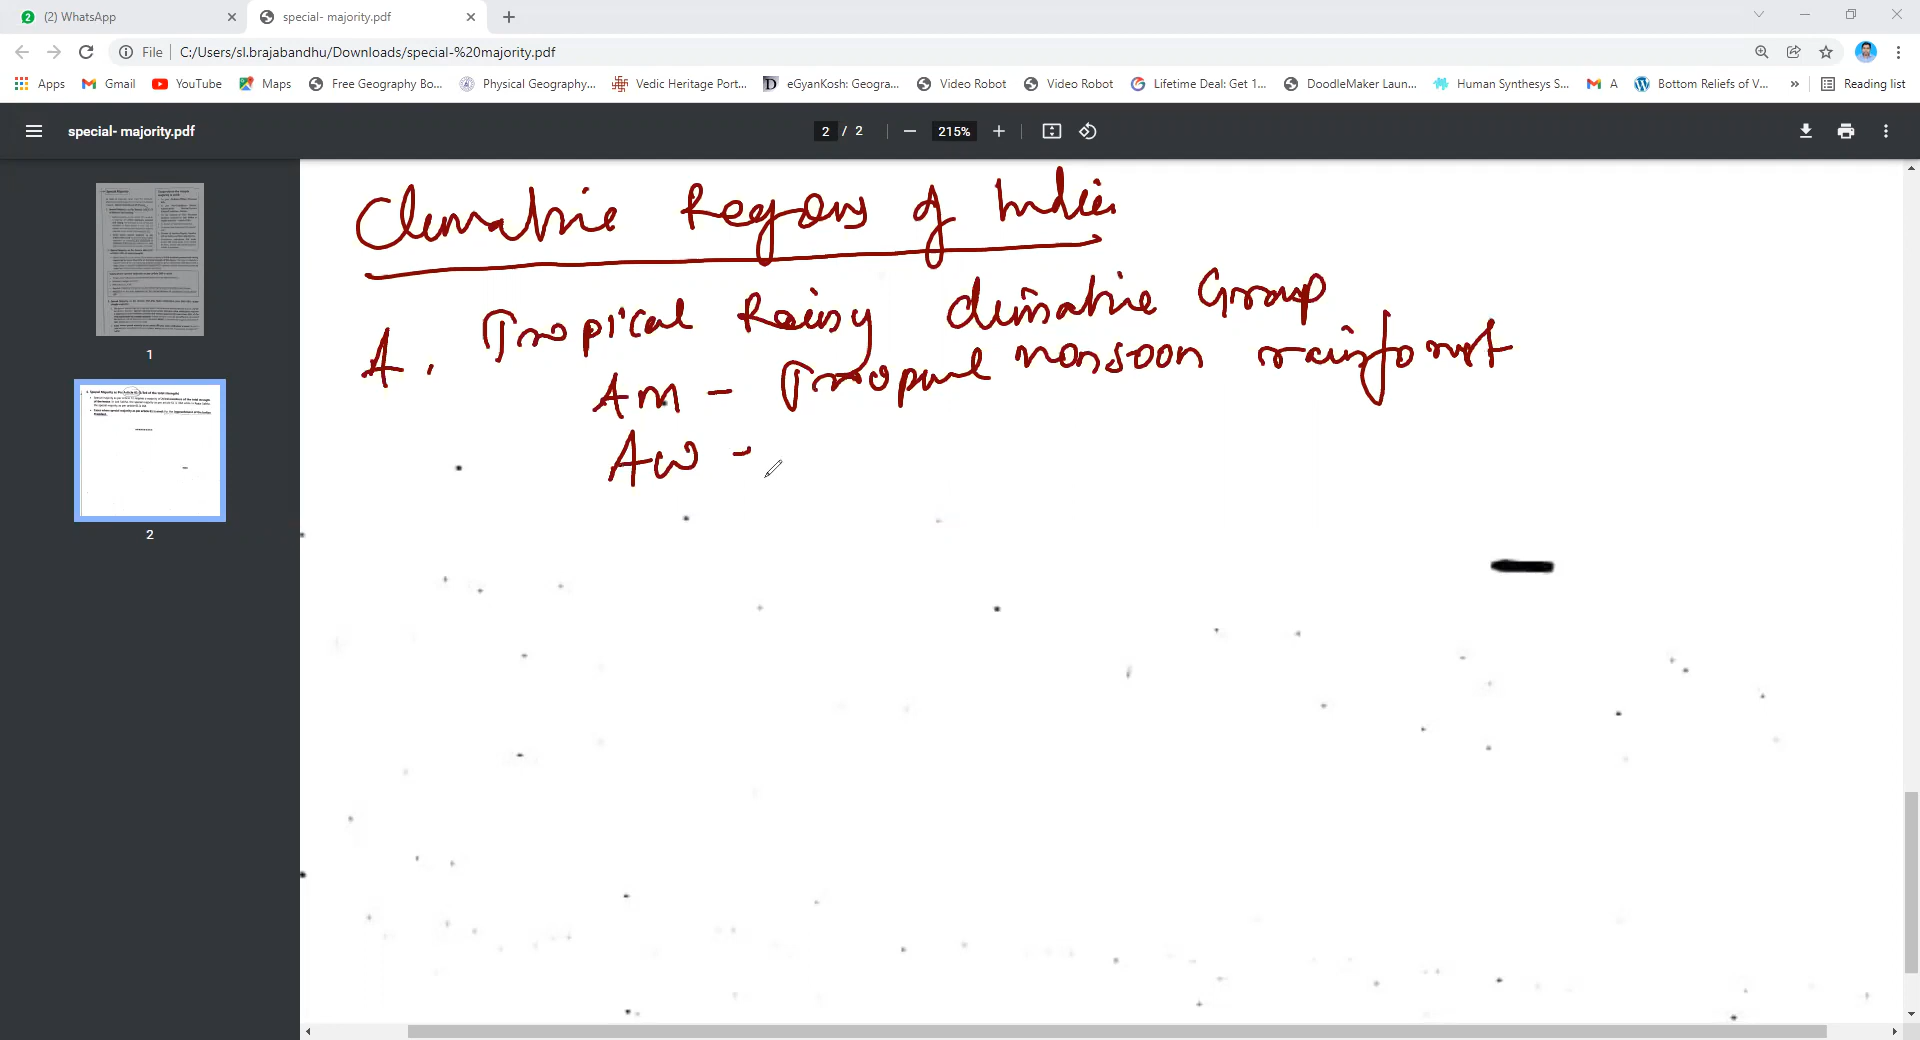 (2) WhatsApp
special- majority.pdf
File C:/Users/sl.brajabandhu/Downloads/special-%20majority.pdf
Apps Gmail YouTube Maps Free Geography Bo... Physical Geography... Vedic Heritage Port... eGyanKosh: Geogra... Video Robot Video Robot Lifetime Deal: Get 1... DoodleMaker Laun... Human Synthesys S... A Bottom Reliefs of V... » Reading list
special- majority.pdf 2 / 2 215%
1
2
Climatic Regions of India
A. Tropical Rainy climatic Group
Am - Tropical monsoon rainforest
Aw -